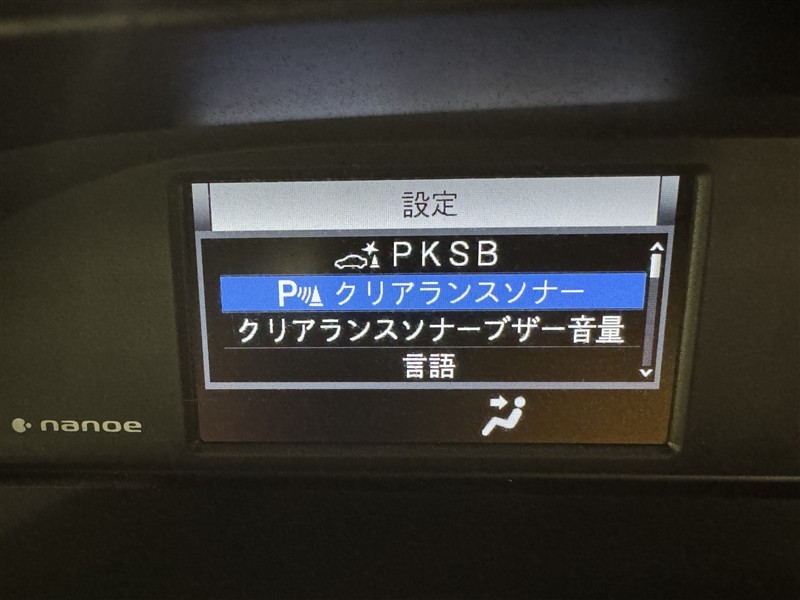 設定
PKSB
P クリアランスソナー
クリアランスソナーブザー音量
言語
nanoe